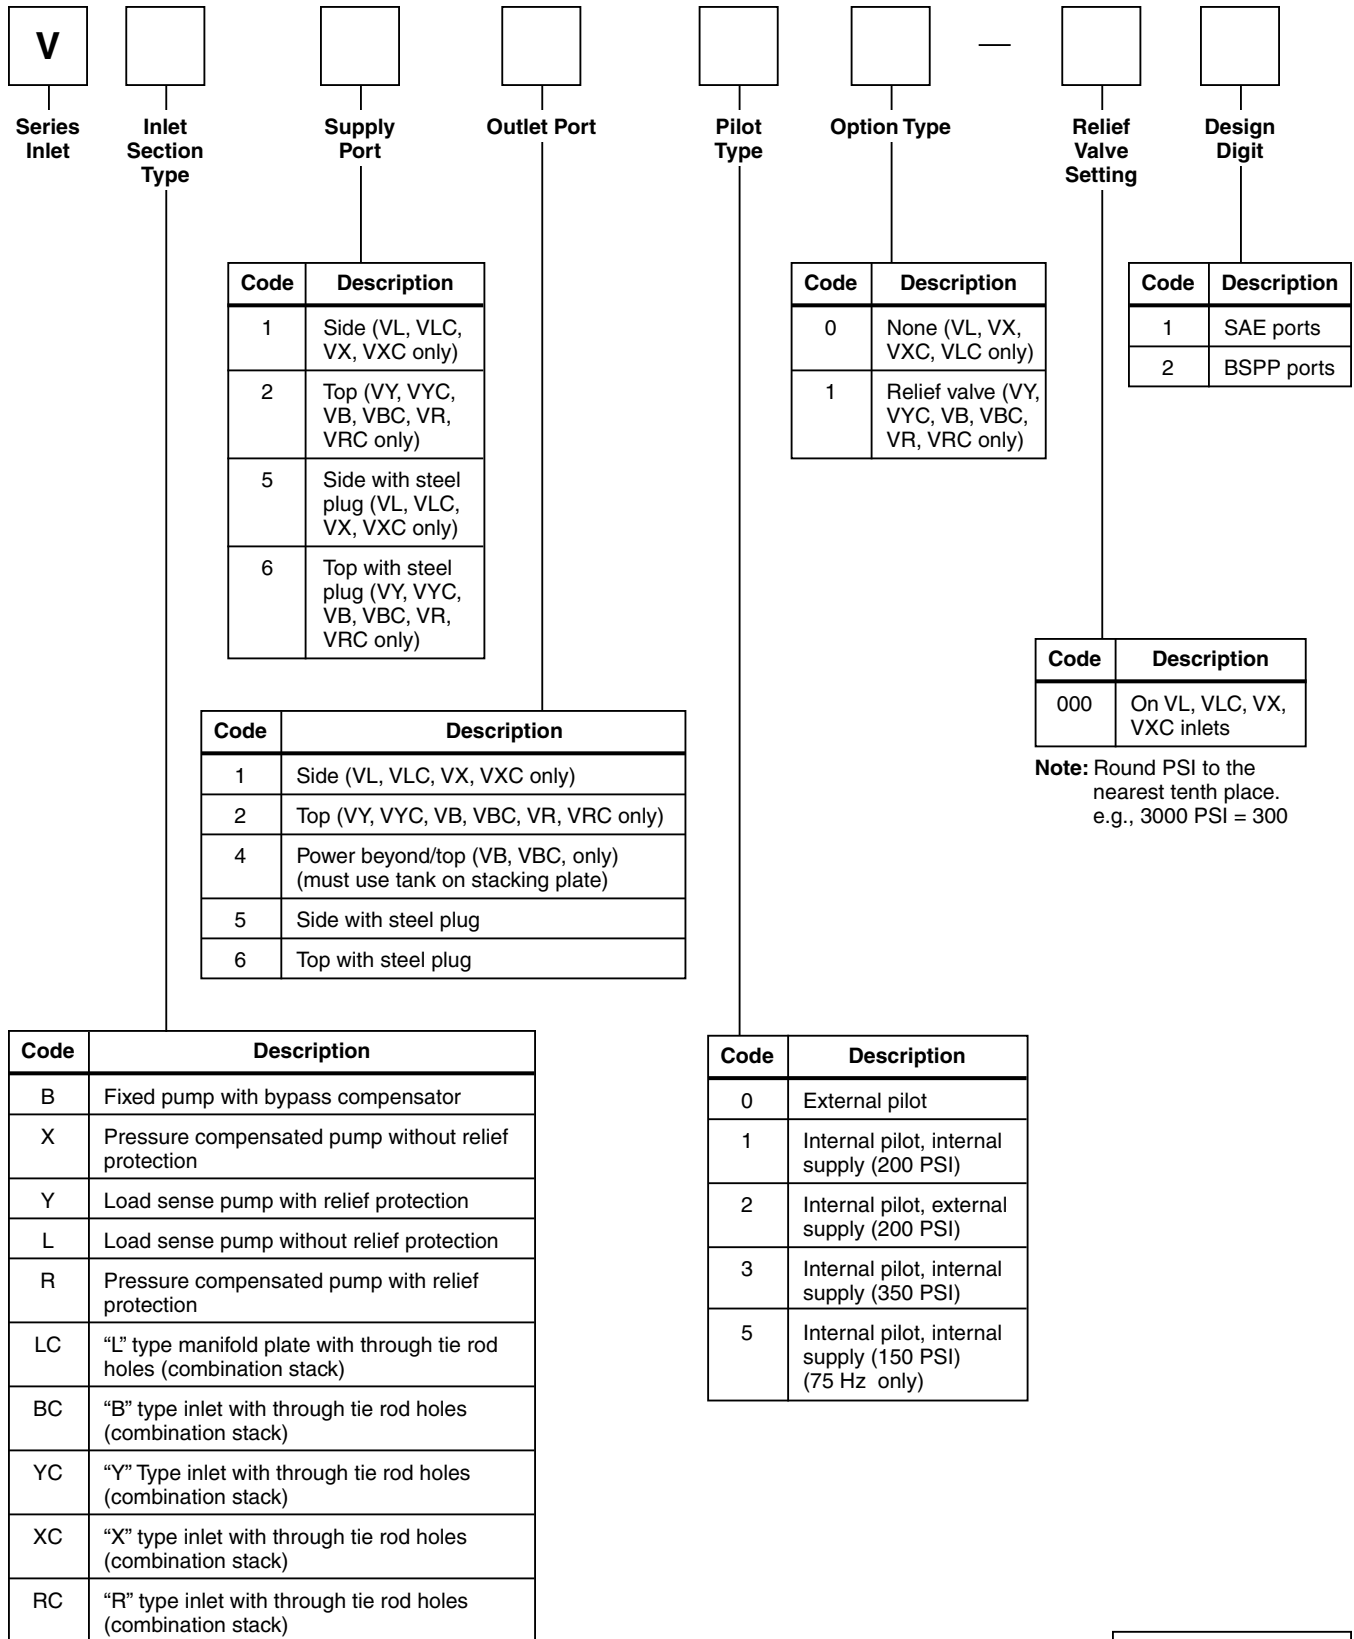 V
—
Series
Inlet
Inlet
Section
Type
Supply
Port
Outlet Port
Pilot
Type
Option Type
Relief
Valve
Setting
Design
Digit
Code Description
1 Side (VL, VLC,
VX, VXC only)
2 Top (VY, VYC,
VB, VBC, VR,
VRC only)
5 Side with steel
plug (VL, VLC,
VX, VXC only)
6 Top with steel
plug (VY, VYC,
VB, VBC, VR,
VRC only)
Code Description
0 None (VL, VX,
VXC, VLC only)
1 Relief valve (VY,
VYC, VB, VBC,
VR, VRC only)
Code Description
1 SAE ports
2 BSPP ports
Code Description
000 On VL, VLC, VX,
VXC inlets
Note: Round PSI to the
nearest tenth place.
e.g., 3000 PSI = 300
Code Description
1 Side (VL, VLC, VX, VXC only)
2 Top (VY, VYC, VB, VBC, VR, VRC only)
4 Power beyond/top (VB, VBC, only)
(must use tank on stacking plate)
5 Side with steel plug
6 Top with steel plug
Code Description
B Fixed pump with bypass compensator
X Pressure compensated pump without relief
protection
Y Load sense pump with relief protection
L Load sense pump without relief protection
R Pressure compensated pump with relief
protection
LC “L” type manifold plate with through tie rod
holes (combination stack)
BC “B” type inlet with through tie rod holes
(combination stack)
YC “Y” Type inlet with through tie rod holes
(combination stack)
XC “X” type inlet with through tie rod holes
(combination stack)
RC “R” type inlet with through tie rod holes
(combination stack)
Code Description
0 External pilot
1 Internal pilot, internal
supply (200 PSI)
2 Internal pilot, external
supply (200 PSI)
3 Internal pilot, internal
supply (350 PSI)
5 Internal pilot, internal
supply (150 PSI)
(75 Hz only)